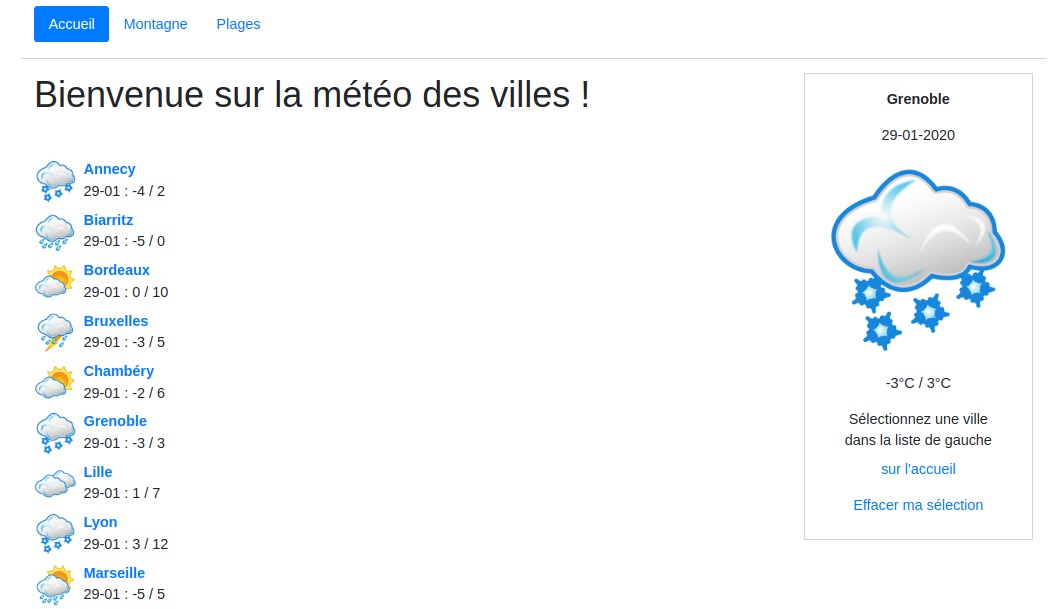 Accueil Montagne Plages
Bienvenue sur la météo des villes !
Annecy
29-01 : -4 / 2
Biarritz
29-01 : -5 / 0
Bordeaux
29-01 : 0 / 10
Bruxelles
29-01 : -3 / 5
Chambéry
29-01 : -2 / 6
Grenoble
29-01 : -3 / 3
Lille
29-01 : 1 / 7
Lyon
29-01 : 3 / 12
Marseille
29-01 : -5 / 5
Grenoble
29-01-2020
-3°C / 3°C
Sélectionnez une ville
dans la liste de gauche
sur l'accueil
Effacer ma sélection